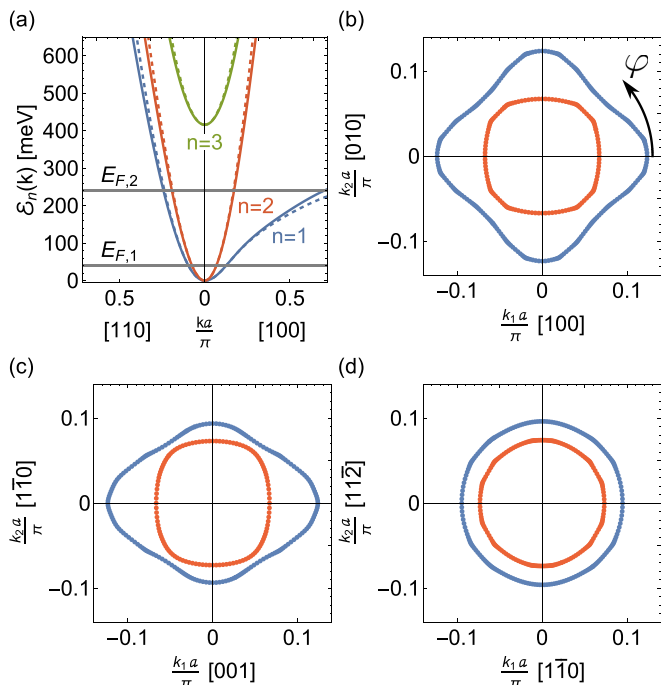 (a)
600
500
400
300
200
100
0
ℰn(k) [meV]
n=3
E_F,2
n=2
n=1
E_F,1
0.5 0 0.5
[110] ka/π [100]
(b)
0.1
0
−0.1
k₂a/π [010]
φ
−0.1 0 0.1
k₁a/π [100]
(c)
0.1
0
−0.1
k₂a/π [11̄0]
−0.1 0 0.1
k₁a/π [001]
(d)
0.1
0
−0.1
k₂a/π [112̄]
−0.1 0 0.1
k₁a/π [11̄0]